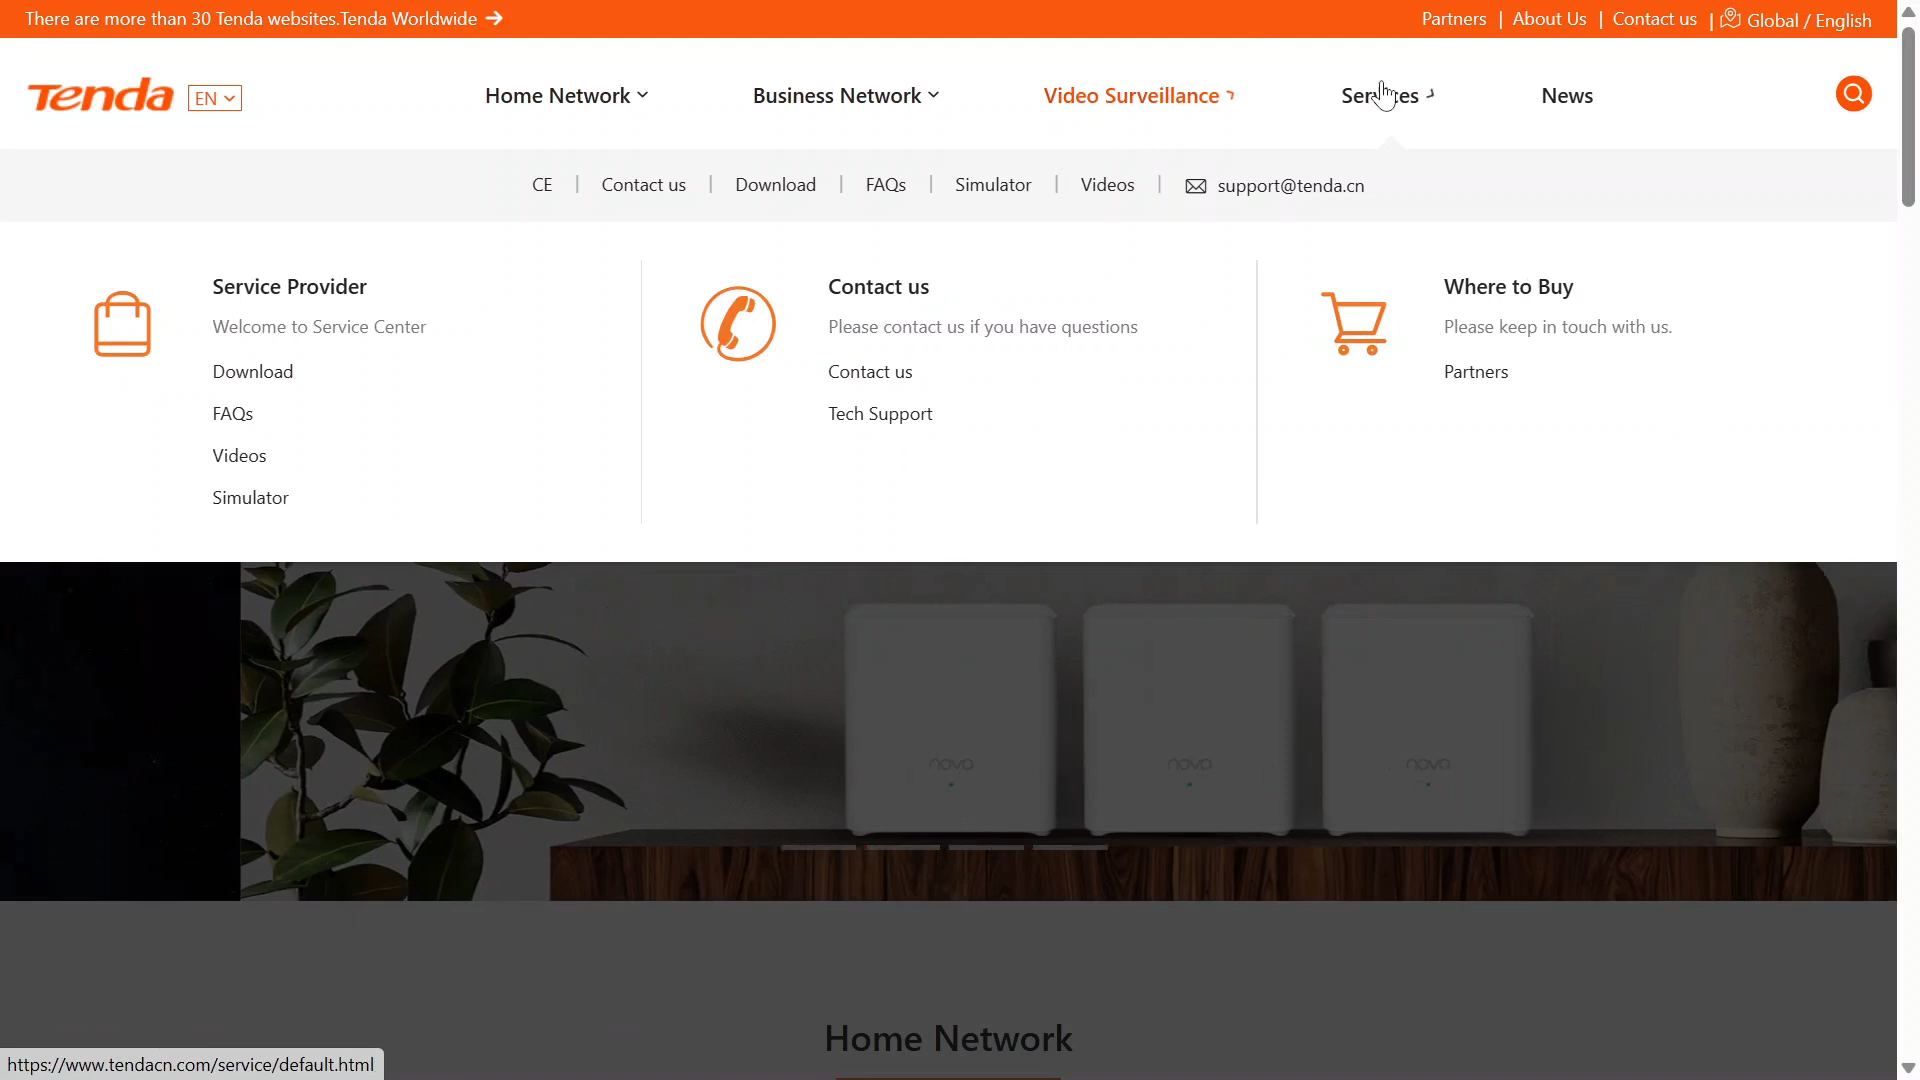 There are more than 30 Tenda websites.Tenda Worldwide
Partners | About Us | Contact us | Global / English
Tenda EN Home Network Business Network Video Surveillance Services News
CE | Contact us | Download | FAQs | Simulator | Videos | support@tenda.cn
Service Provider
Welcome to Service Center
Download
FAQs
Videos
Simulator
Contact us
Please contact us if you have questions
Contact us
Tech Support
Where to Buy
Please keep in touch with us.
Partners
nova nova nova
Home Network
https://www.tendacn.com/service/default.html